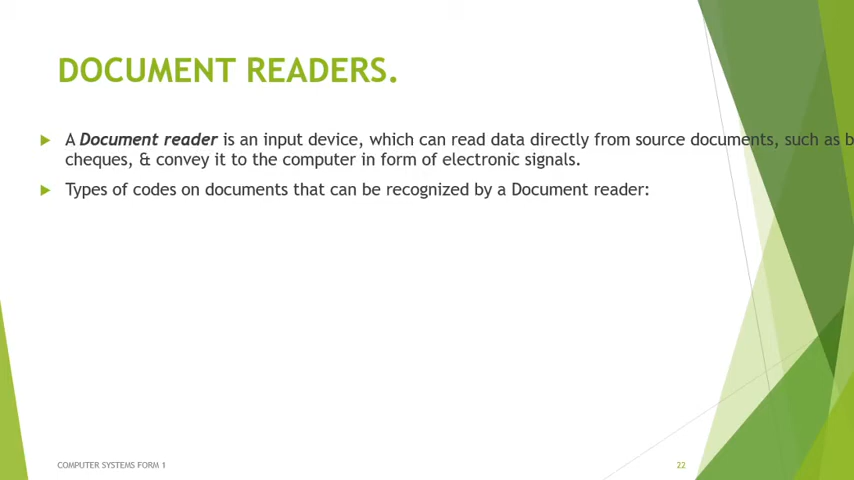 DOCUMENT READERS.
A Document reader is an input device, which can read data directly from source documents, such as
cheques, & convey it to the computer in form of electronic signals.
Types of codes on documents that can be recognized by a Document reader:
COMPUTER SYSTEMS FORM 1
22